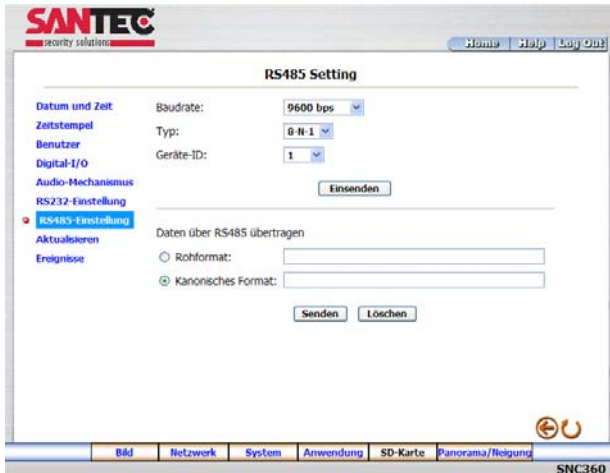 SANTEC
security solutions
Home Help Log Out
RS485 Setting
Datum und Zeit
Zeitstempel
Benutzer
Digital-I/O
Audio-Mechanismus
RS232-Einstellung
RS485-Einstellung
Aktualisieren
Ereignisse
Baudrate: 9600 bps
Typ: 8-N-1
Geräte-ID: 1
Einsenden
Daten über RS485 übertragen
Rohformat:
Kanonisches Format:
Senden Löschen
Bild Netzwerk System Anwendung SD-Karte Panorama/Neigung
SNC360